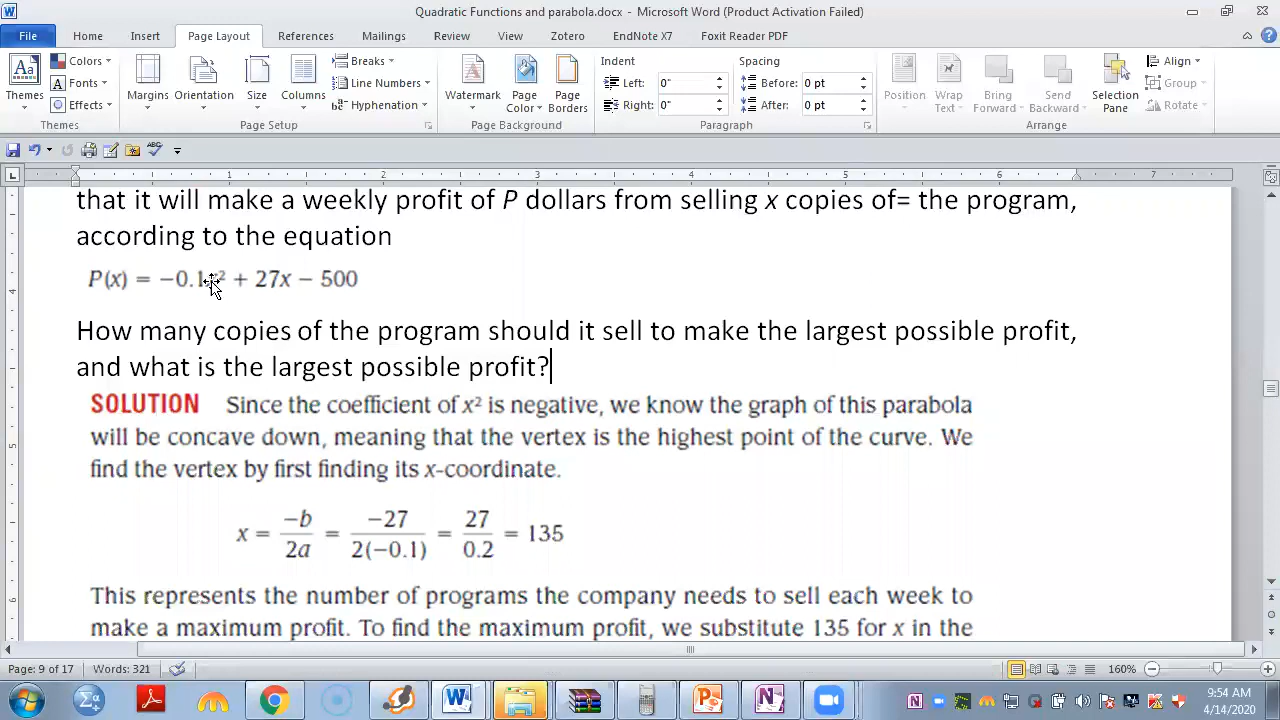 Quadratic Functions and parabola.docx - Microsoft Word (Product Activation Failed)
File Home Insert Page Layout References Mailings Review View Zotero EndNote X7 Foxit Reader PDF
Themes Colors Fonts Effects Margins Orientation Size Columns Breaks Line Numbers Hyphenation Watermark Page Color Page Borders Indent Left: 0" Right: 0" Spacing Before: 0 pt After: 0 pt Position Wrap Text Bring Forward Send Backward Selection Pane Align Group Rotate
Themes Page Setup Page Background Paragraph Arrange
1 2 3 4 5 6 7
that it will make a weekly profit of P dollars from selling x copies of= the program,
according to the equation
P(x) = −0.1x² + 27x − 500
How many copies of the program should it sell to make the largest possible profit,
and what is the largest possible profit?
SOLUTION Since the coefficient of x² is negative, we know the graph of this parabola
will be concave down, meaning that the vertex is the highest point of the curve. We
find the vertex by first finding its x-coordinate.
x = −b/2a = −27/2(−0.1) = 27/0.2 = 135
This represents the number of programs the company needs to sell each week to
make a maximum profit. To find the maximum profit, we substitute 135 for x in the
Page: 9 of 17 Words: 321 160%
9:54 AM
4/14/2020